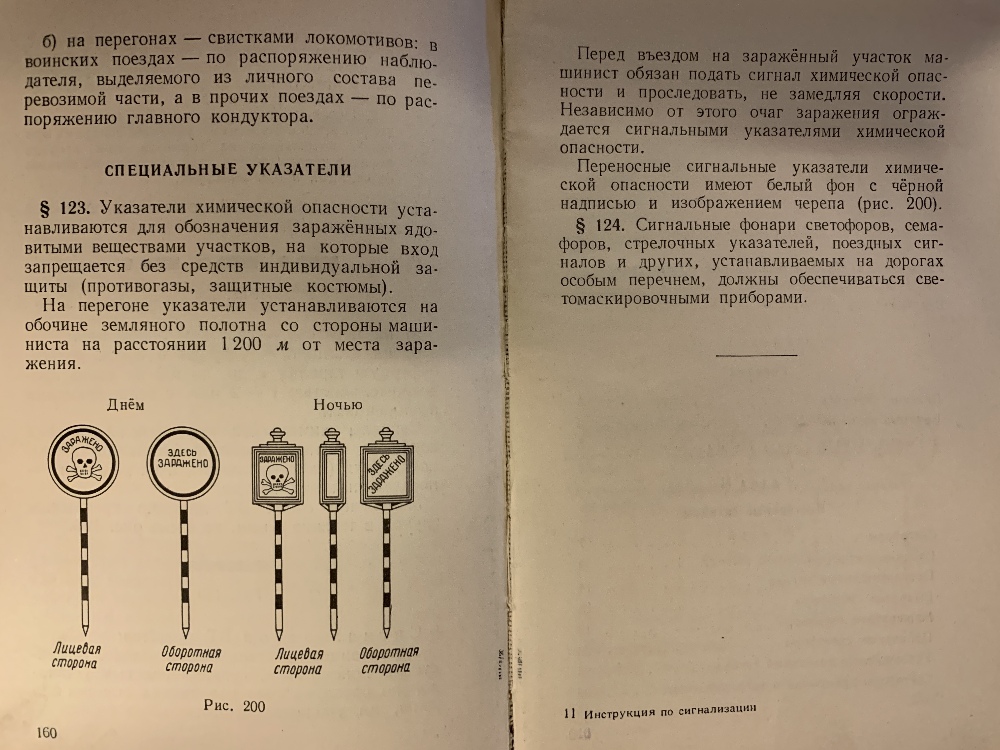 б) на перегонах — свистками локомотивов: в
воинских поездах — по распоряжению наблю-
дателя, выделяемого из личного состава пе-
ревозимой части, а в прочих поездах — по рас-
поряжению главного кондуктора.
СПЕЦИАЛЬНЫЕ УКАЗАТЕЛИ
§ 123. Указатели химической опасности уста-
навливаются для обозначения заражённых ядо-
витыми веществами участков, на которые вход
запрещается без средств индивидуальной за-
щиты (противогазы, защитные костюмы).
На перегоне указатели устанавливаются на
обочине земляного полотна со стороны маши-
ниста на расстоянии 1 200 м от места зара-
жения.
Днём
Ночью
ЗАРАЖЕНО
ЗДЕСЬ
ЗАРАЖЕНО
ЗАРАЖЕНО
ЗДЕСЬ
ЗАРАЖЕНО
Лицевая
сторона
Оборотная
сторона
Лицевая
сторона
Оборотная
сторона
Рис. 200
160
Перед въездом на заражённый участок ма-
шинист обязан подать сигнал химической опас-
ности и проследовать, не замедляя скорости.
Независимо от этого очаг заражения ограж-
дается сигнальными указателями химической
опасности.
Переносные сигнальные указатели химиче-
ской опасности имеют белый фон с чёрной
надписью и изображением черепа (рис. 200).
§ 124. Сигнальные фонари светофоров, сема-
форов, стрелочных указателей, поездных сиг-
налов и других, устанавливаемых на дорогах
особым перечнем, должны обеспечиваться све-
томаскировочными приборами.
11 Инструкция по сигнализации